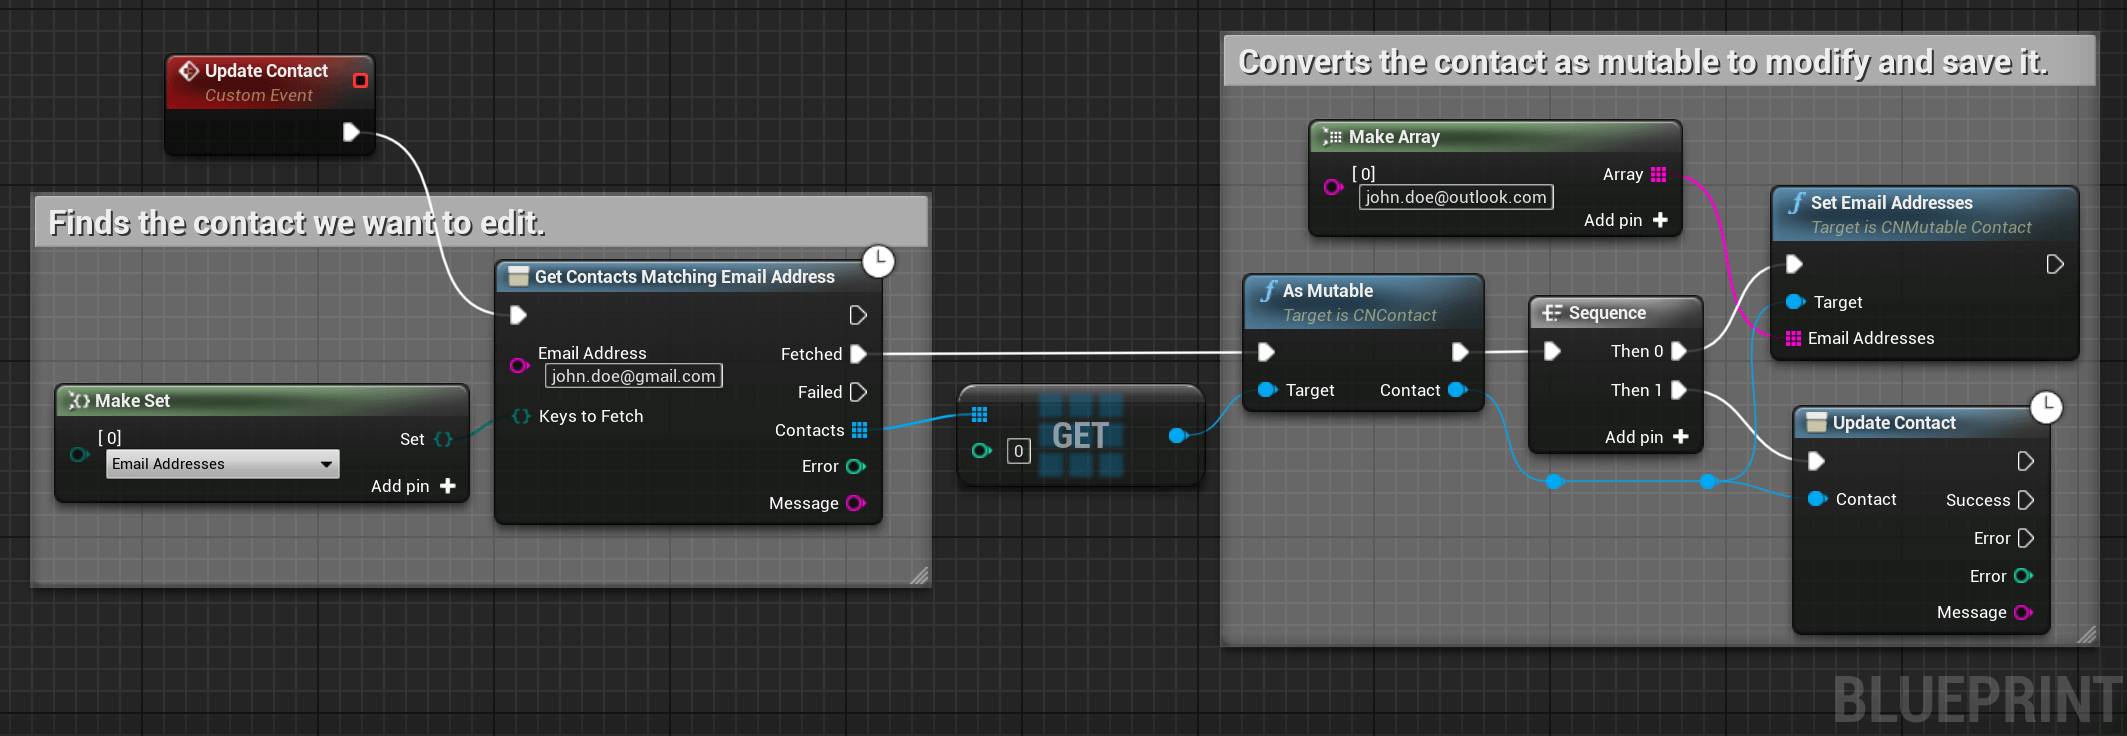 Update Contact
Custom Event
Finds the contact we want to edit.
Get Contacts Matching Email Address
Email Address
john.doe@gmail.com
Keys to Fetch
Fetched
Failed
Contacts
Error
Message
Make Set
[ 0]
Email Addresses
Set
Add pin
0
GET
Converts the contact as mutable to modify and save it.
Make Array
[ 0]
john.doe@outlook.com
Array
Add pin
As Mutable
Target is CNContact
Target
Contact
Sequence
Then 0
Then 1
Add pin
Set Email Addresses
Target is CNMutable Contact
Target
Email Addresses
Update Contact
Contact
Success
Error
Error
Message
BLUEPRINT